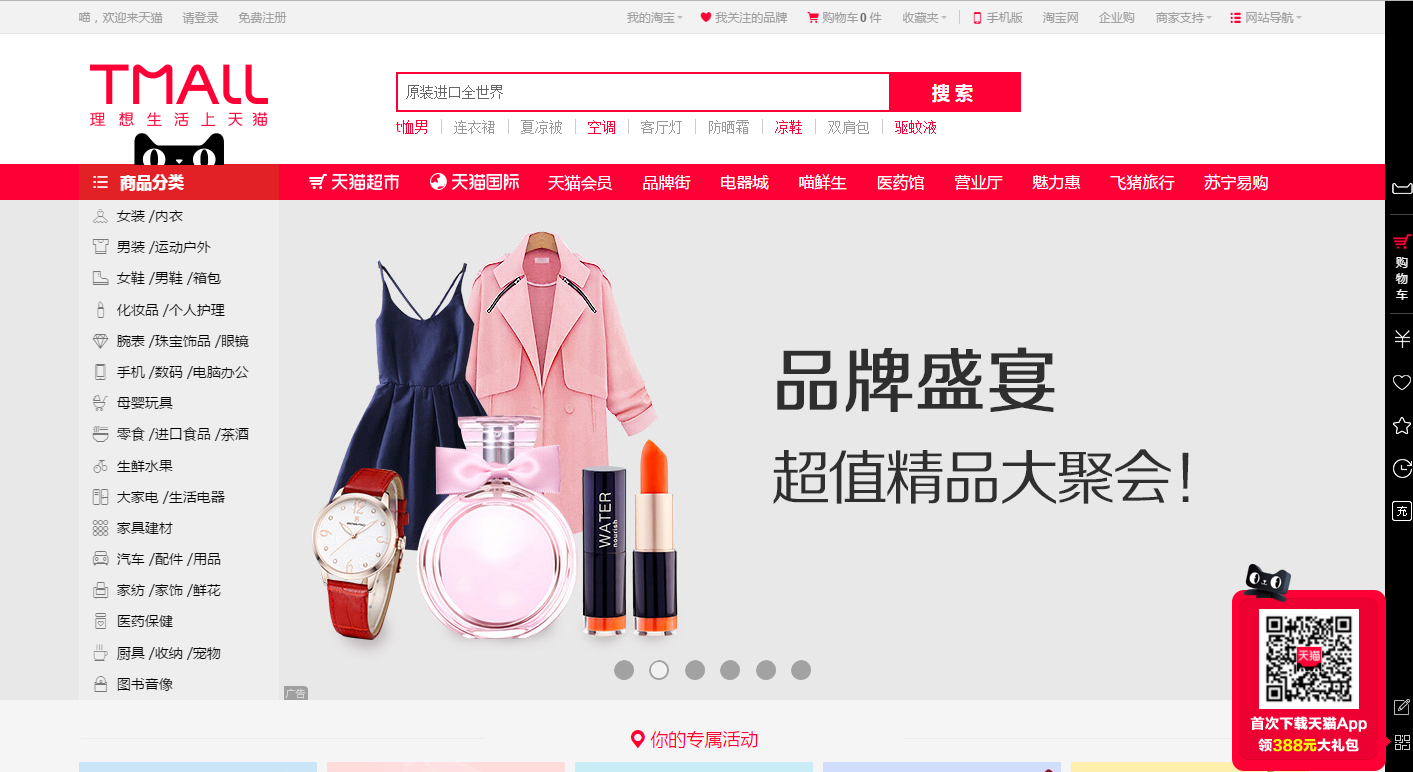 喵，欢迎来天猫 请登录 免费注册 我的淘宝 我关注的品牌 购物车0件 收藏夹 手机版 淘宝网 企业购 商家支持 网站导航
TMALL
理想生活上天猫
原装进口全世界 搜索
t恤男 连衣裙 夏凉被 空调 客厅灯 防晒霜 凉鞋 双肩包 驱蚊液
商品分类 天猫超市 天猫国际 天猫会员 品牌街 电器城 喵鲜生 医药馆 营业厅 魅力惠 飞猪旅行 苏宁易购
女装 /内衣
男装 /运动户外
女鞋 /男鞋 /箱包
化妆品 /个人护理
腕表 /珠宝饰品 /眼镜
手机 /数码 /电脑办公
母婴玩具
零食 /进口食品 /茶酒
生鲜水果
大家电 /生活电器
家具建材
汽车 /配件 /用品
家纺 /家饰 /鲜花
医药保健
厨具 /收纳 /宠物
图书音像
品牌盛宴
超值精品大聚会！
WATER
nourish
广告
购物车
充
天猫
首次下载天猫App
领388元大礼包
你的专属活动